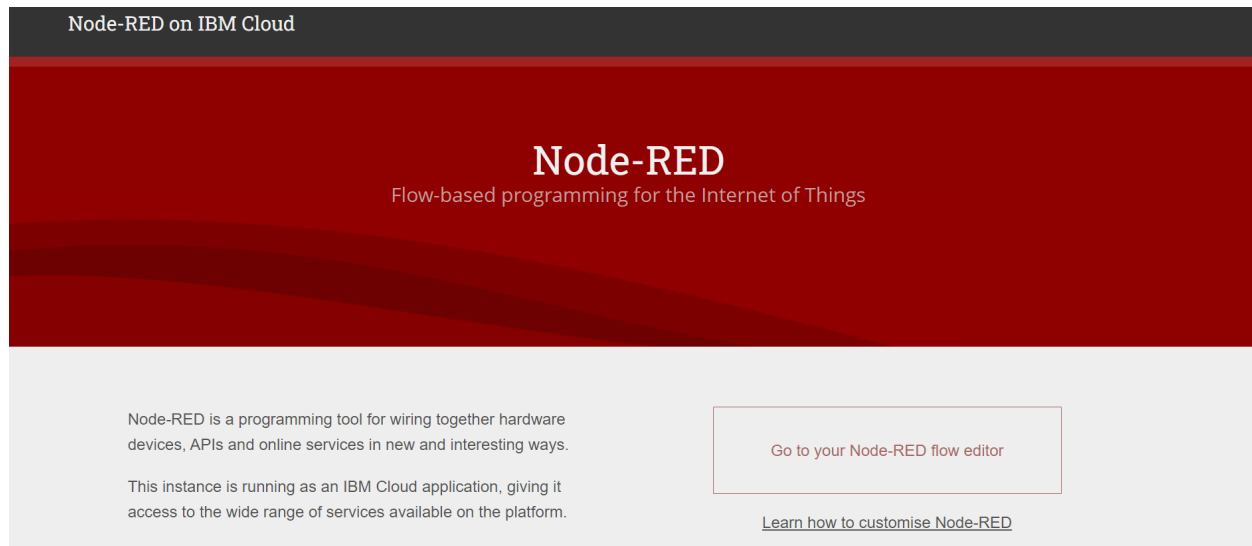 Node-RED on IBM Cloud
Node-RED
Flow-based programming for the Internet of Things
Node-RED is a programming tool for wiring together hardware
devices, APIs and online services in new and interesting ways.
This instance is running as an IBM Cloud application, giving it
access to the wide range of services available on the platform.
Go to your Node-RED flow editor
Learn how to customise Node-RED